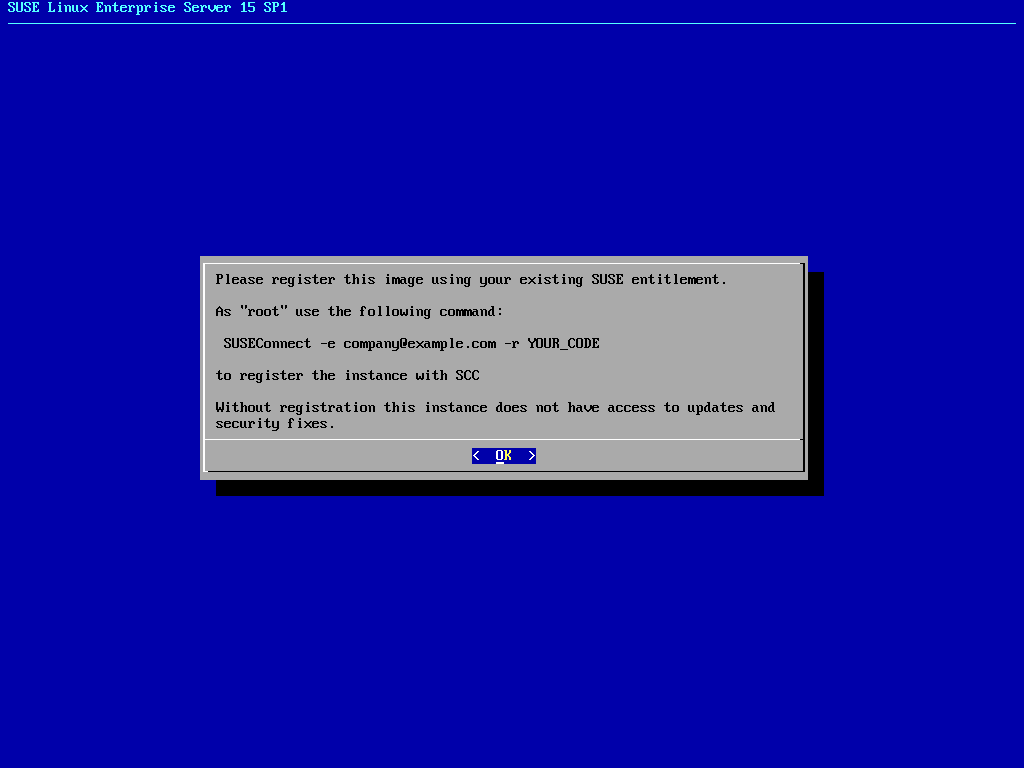 SUSE Linux Enterprise Server 15 SP1
Please register this image using your existing SUSE entitlement.
As "root" use the following command:
SUSEConnect -e company@example.com -r YOUR_CODE
to register the instance with SCC
Without registration this instance does not have access to updates and
security fixes.
< OK >